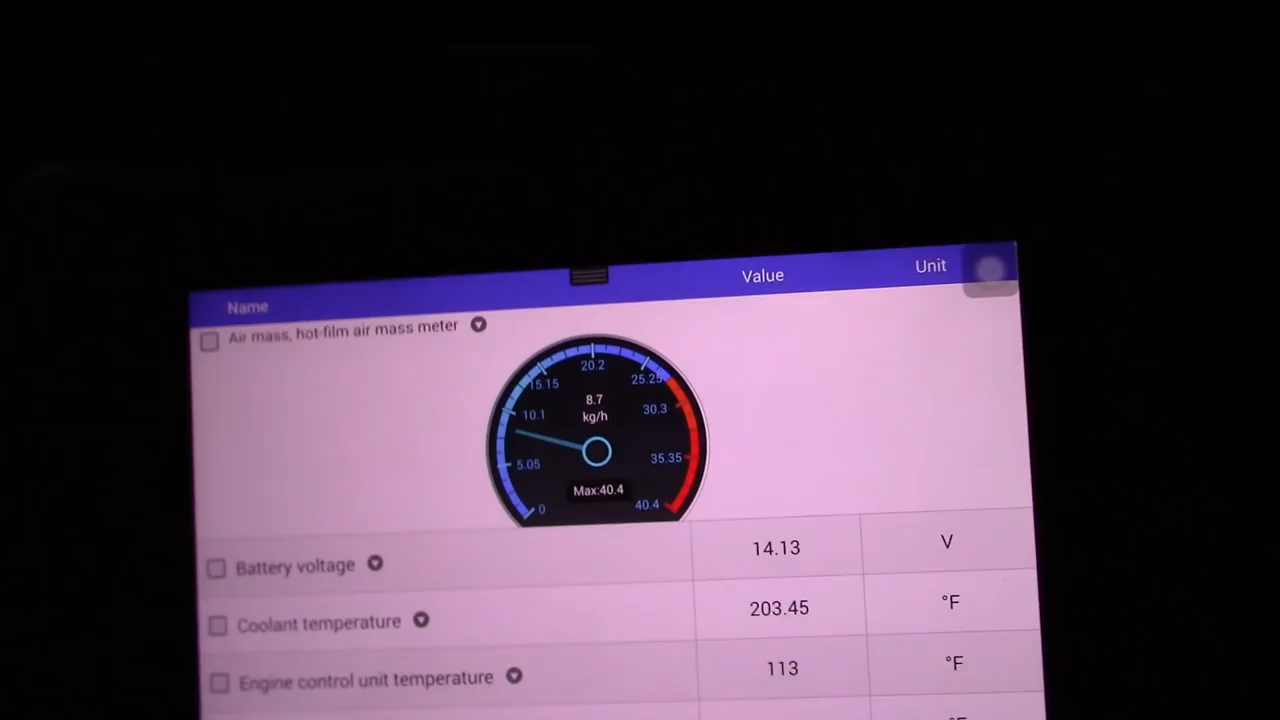 Name Value Unit
Air mass, hot-film air mass meter
20.2
15.15 25.25
8.7
10.1 30.3
kg/h
5.05 35.35
Max:40.4
0 40.4
Battery voltage 14.13 V
Coolant temperature 203.45 °F
Engine control unit temperature 113 °F
°F